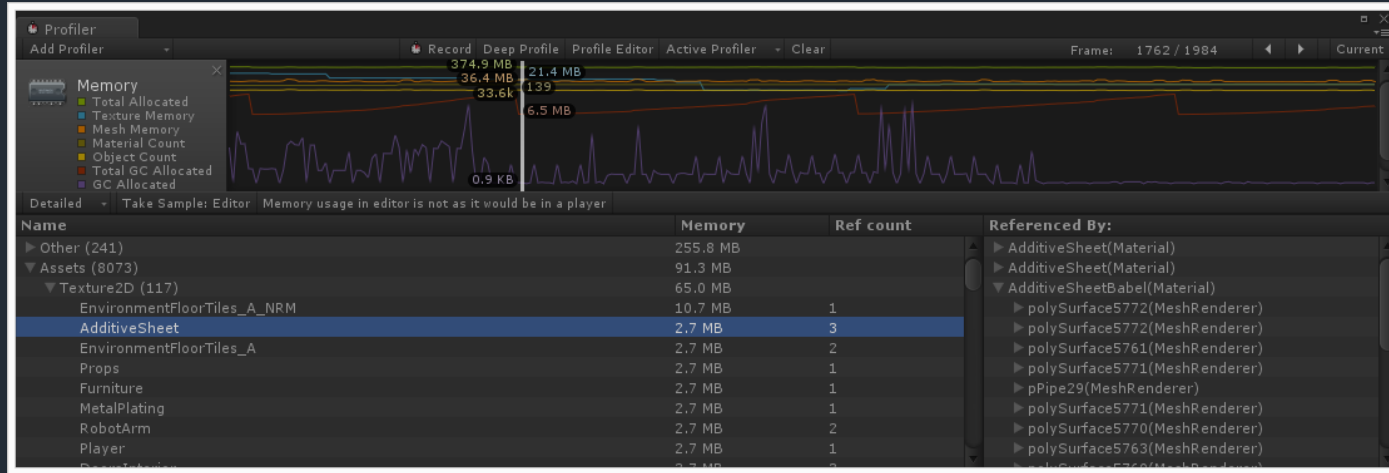 Profiler
Add Profiler Record Deep Profile Profile Editor Active Profiler Clear Frame: 1762 / 1984 Current
Memory
Total Allocated
Texture Memory
Mesh Memory
Material Count
Object Count
Total GC Allocated
GC Allocated
374.9 MB
36.4 MB 21.4 MB
33.6k 139
6.5 MB
0.9 KB
Detailed Take Sample: Editor Memory usage in editor is not as it would be in a player
Name Memory Ref count Referenced By:
Other (241) 255.8 MB AdditiveSheet(Material)
Assets (8073) 91.3 MB AdditiveSheet(Material)
Texture2D (117) 65.0 MB AdditiveSheetBabel(Material)
EnvironmentFloorTiles_A_NRM 10.7 MB 1 polySurface5772(MeshRenderer)
AdditiveSheet 2.7 MB 3 polySurface5772(MeshRenderer)
EnvironmentFloorTiles_A 2.7 MB 2 polySurface5761(MeshRenderer)
Props 2.7 MB 1 polySurface5771(MeshRenderer)
Furniture 2.7 MB 1 pPipe29(MeshRenderer)
MetalPlating 2.7 MB 1 polySurface5771(MeshRenderer)
RobotArm 2.7 MB 2 polySurface5770(MeshRenderer)
Player 2.7 MB 1 polySurface5763(MeshRenderer)